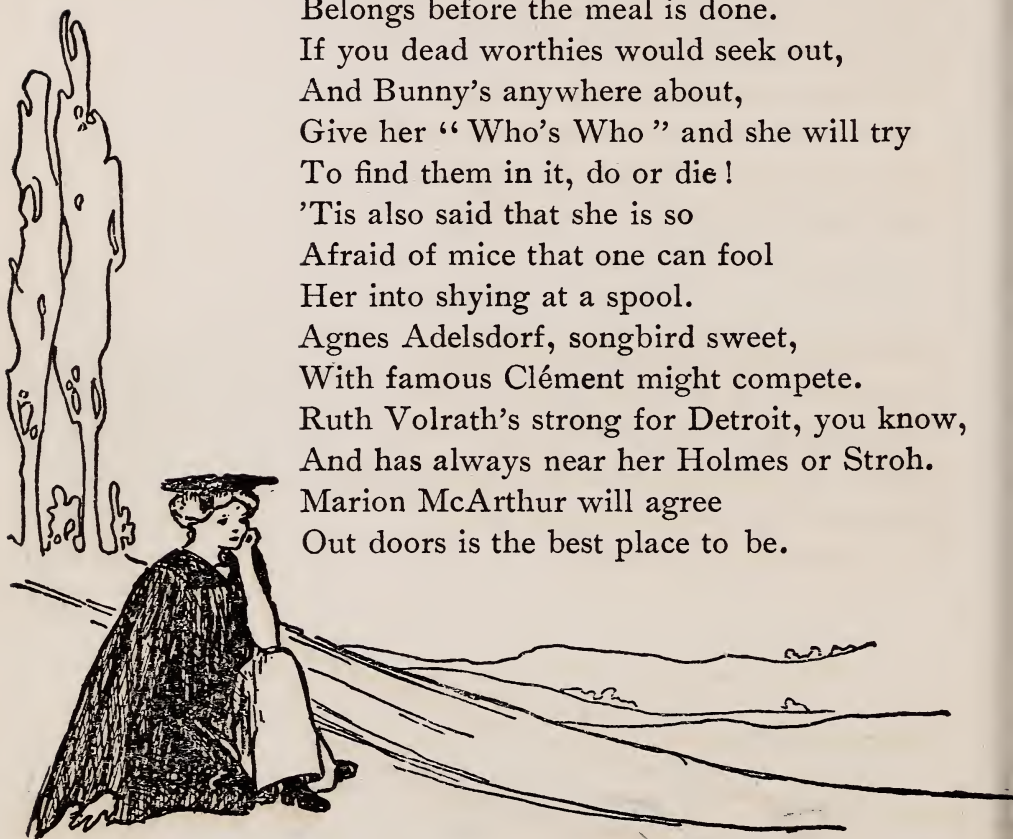 Belongs before the meal is done.
If you dead worthies would seek out,
And Bunny's anywhere about,
Give her “ Who's Who ” and she will try
To find them in it, do or die !
’Tis also said that she is so
Afraid of mice that one can fool
Her into shying at a spool.
Agnes Adelsdorf, songbird sweet,
With famous Clément might compete.
Ruth Volrath's strong for Detroit, you know,
And has always near her Holmes or Stroh.
Marion McArthur will agree
Out doors is the best place to be.